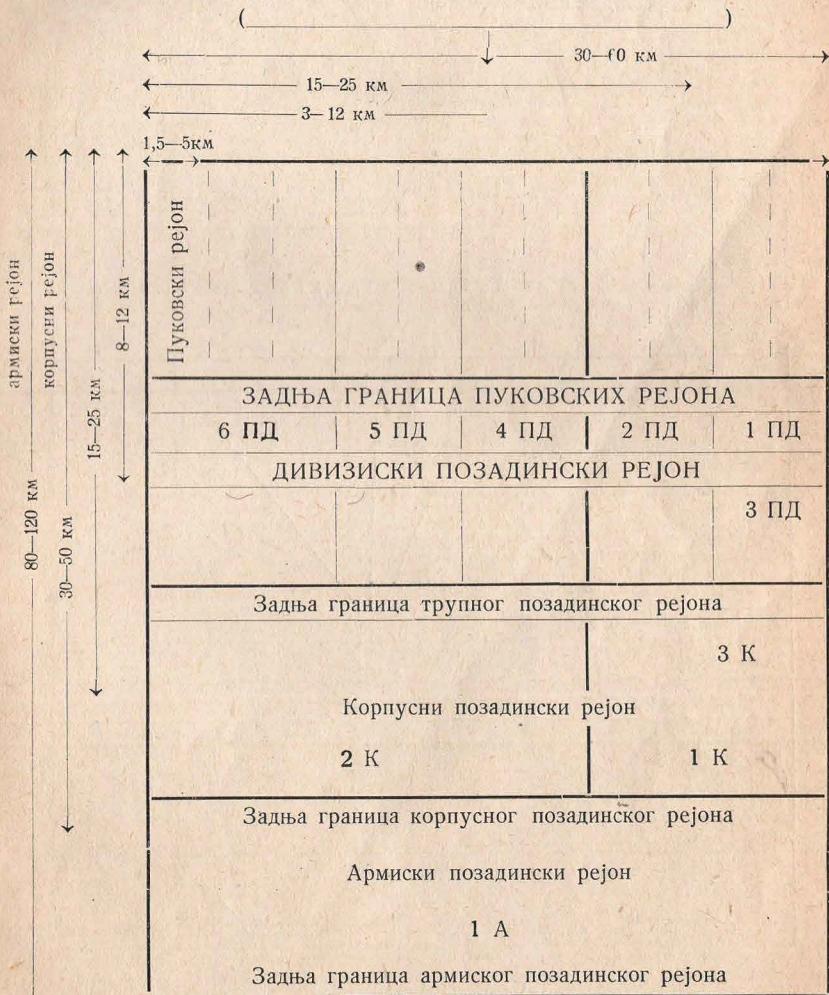 30—60 км
15—25 км
3—12 км
1,5—5км
армиски рејон
80—120 км
корпусни рејон
30—50 км
15—25 км
8—12 км
Пуковски рејон
ЗАДЊА ГРАНИЦА ПУКОВСКИХ РЕЈОНА
6 ПД 5 ПД 4 ПД 2 ПД 1 ПД
ДИВИЗИСКИ ПОЗАДИНСКИ РЕЈОН
3 ПД
Задња граница трупног позадинског рејона
3 К
Корпусни позадински рејон
2 К 1 К
Задња граница корпусног позадинског рејона
Армиски позадински рејон
1 А
Задња граница армиског позадинског рејона